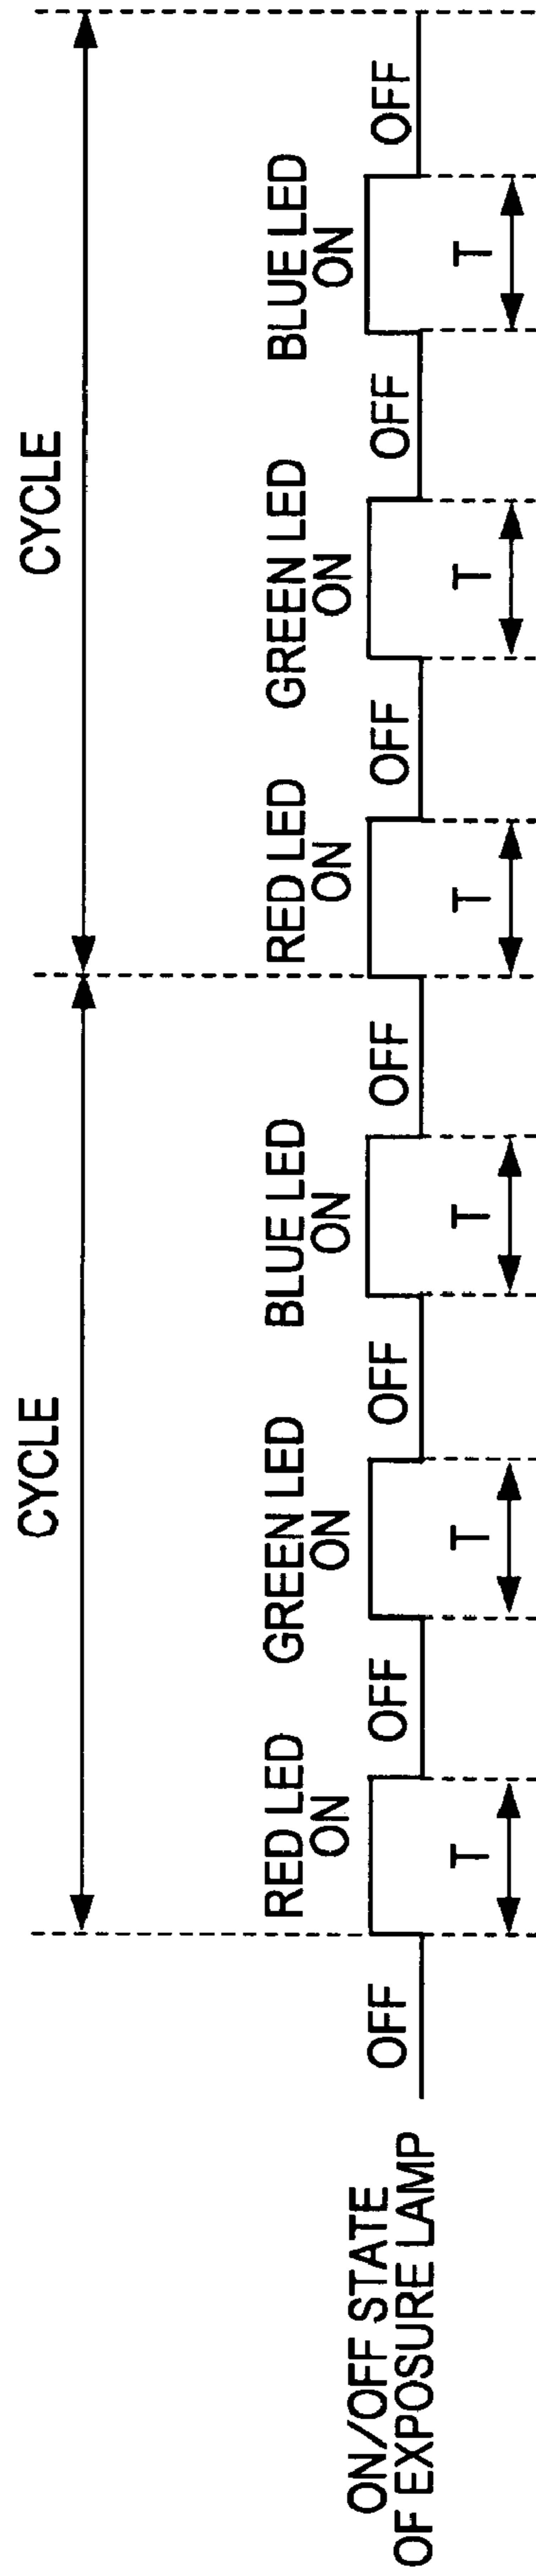 CYCLE
CYCLE
RED LED
ON
GREEN LED
ON
BLUE LED
ON
RED LED
ON
GREEN LED
ON
BLUE LED
ON
ON/OFF STATE
OF EXPOSURE LAMP
OFF
OFF
OFF
OFF
OFF
OFF
OFF
T
T
T
T
T
T